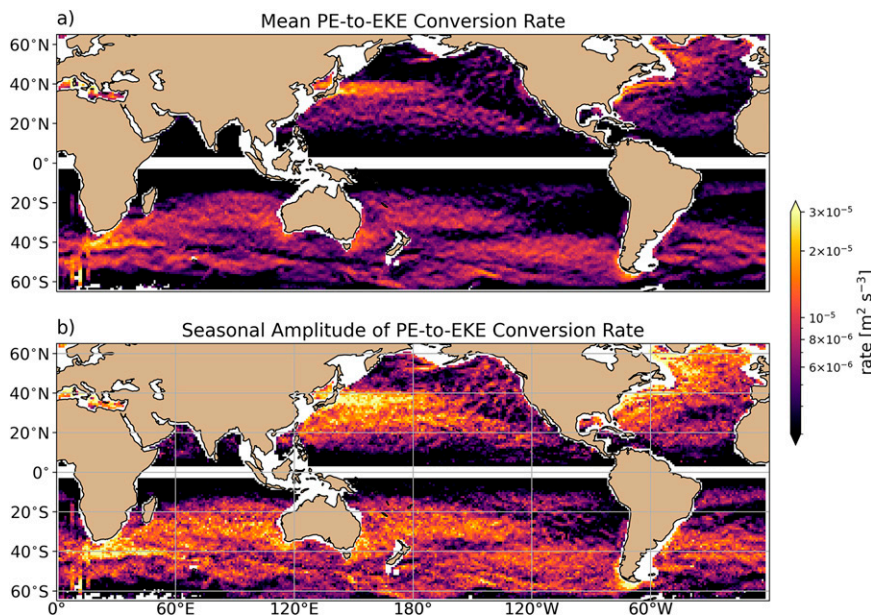 a)
Mean PE-to-EKE Conversion Rate
60°N
40°N
20°N
0°
20°S
40°S
60°S
b)
Seasonal Amplitude of PE-to-EKE Conversion Rate
60°N
40°N
20°N
0°
20°S
40°S
60°S
0°
60°E
120°E
180°
120°W
60°W
3×10⁻⁵
2×10⁻⁵
10⁻⁵
8×10⁻⁶
6×10⁻⁶
rate [m² s⁻³]